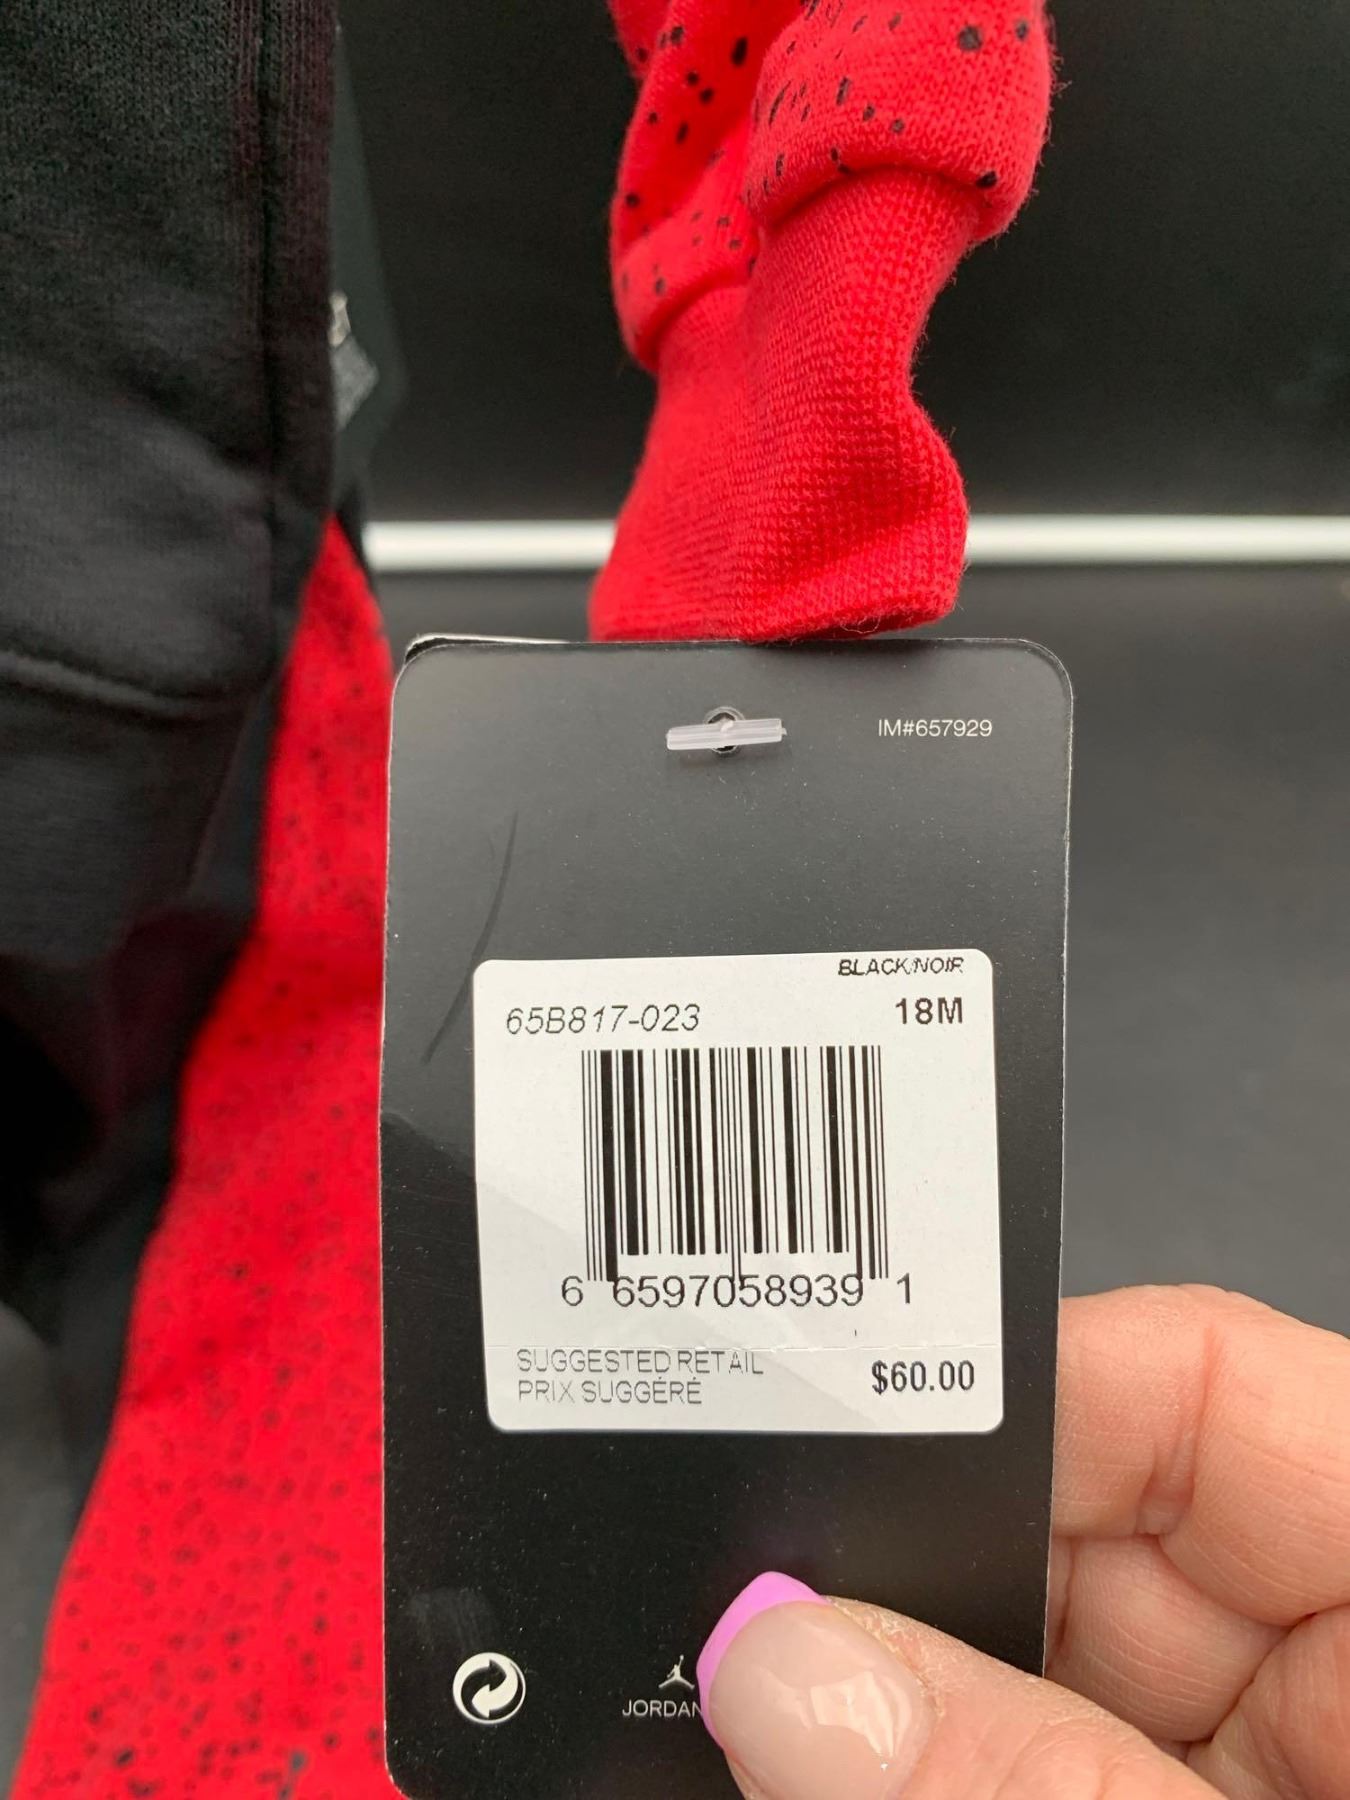 IM#657929
BLACK/NOIR
65B817-023
18M
6 6597058939 1
SUGGESTED RETAIL
PRIX SUGGÉRÉ
$60.00
JORDAN